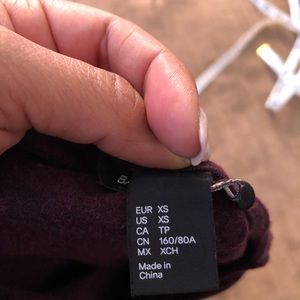 EUR XS
US XS
CA TP
CN 160/80A
MX XCH
Made in
China